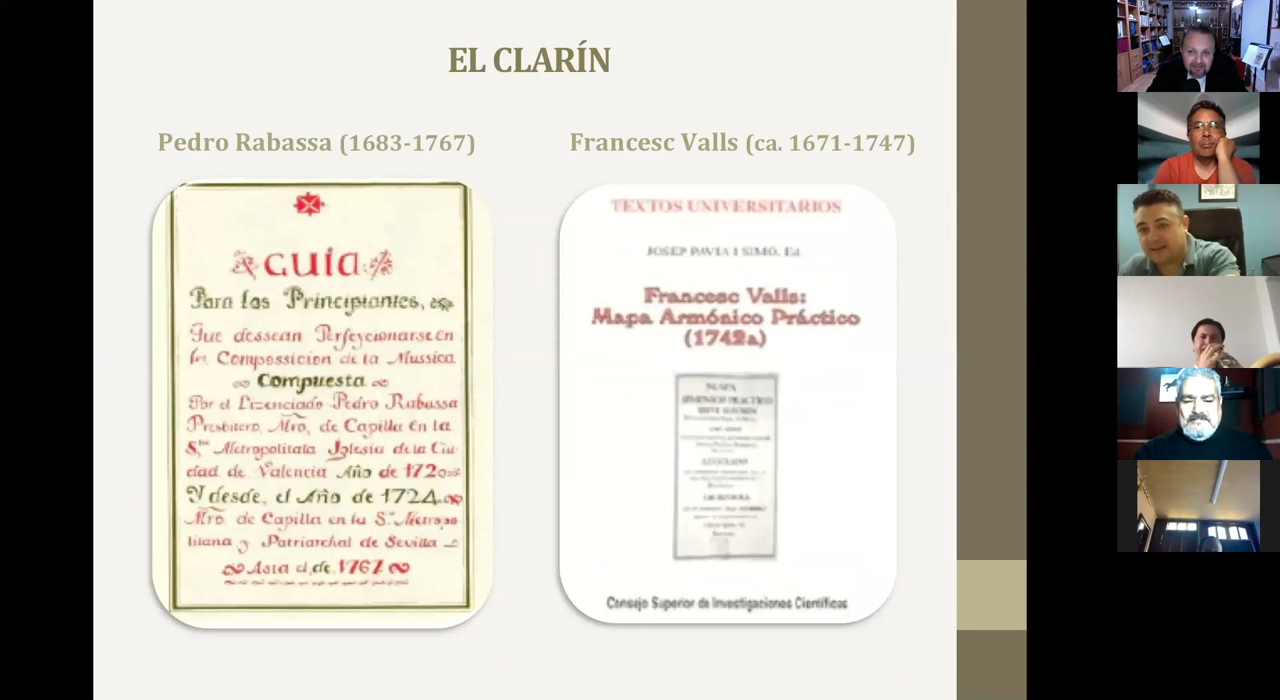 EL CLARÍN
Pedro Rabassa (1683-1767)
Guia
Para los Principiantes,
Que dessean Perfeycionarse en
la Compossicion de la Mussica
Compuesta
Por el Lizenciado Pedro Rabassa
Presbitero, Mro, de Capilla en la
Sta Metropolitala Iglesia de la Ciu-
dad de Valencia Año de 1720
Y desde, el Año de 1724
Mro. de Capilla en la Sta Metropo-
litana y Patriarchal de Sevilla
Asta el de 1767
Francesc Valls (ca. 1671-1747)
TEXTOS UNIVERSITARIOS
JOSEP PAVIA I SIMÓ, Ed.
Francesc Valls:
Mapa Armónico Práctico
(1742a)
MAPA
ARMONICO PRACTICO
Consejo Superior de Investigaciones Científicas